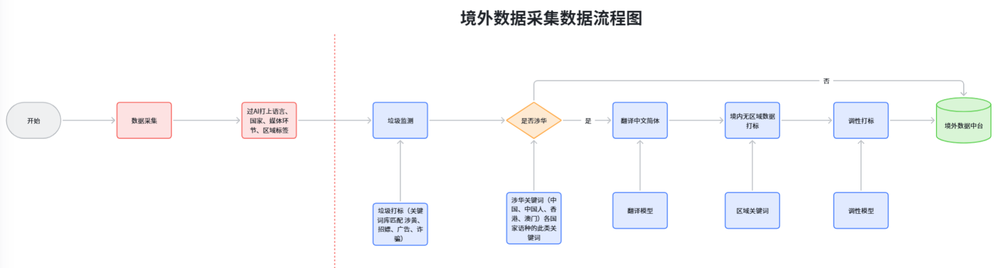 境外数据采集数据流程图
否
开始
数据采集
过AI打上语言、
国家、媒体环
节、区域标签
垃圾监测
是否涉华
是
翻译中文简体
境内无区域数据
打标
调性打标
境外数据中台
垃圾打标（关键
词库匹配 涉黄、
招嫖、广告、诈
骗）
涉华关键词（中
国、中国人、香
港、澳门）各国
家语种的此类关
键词
翻译模型
区域关键词
调性模型